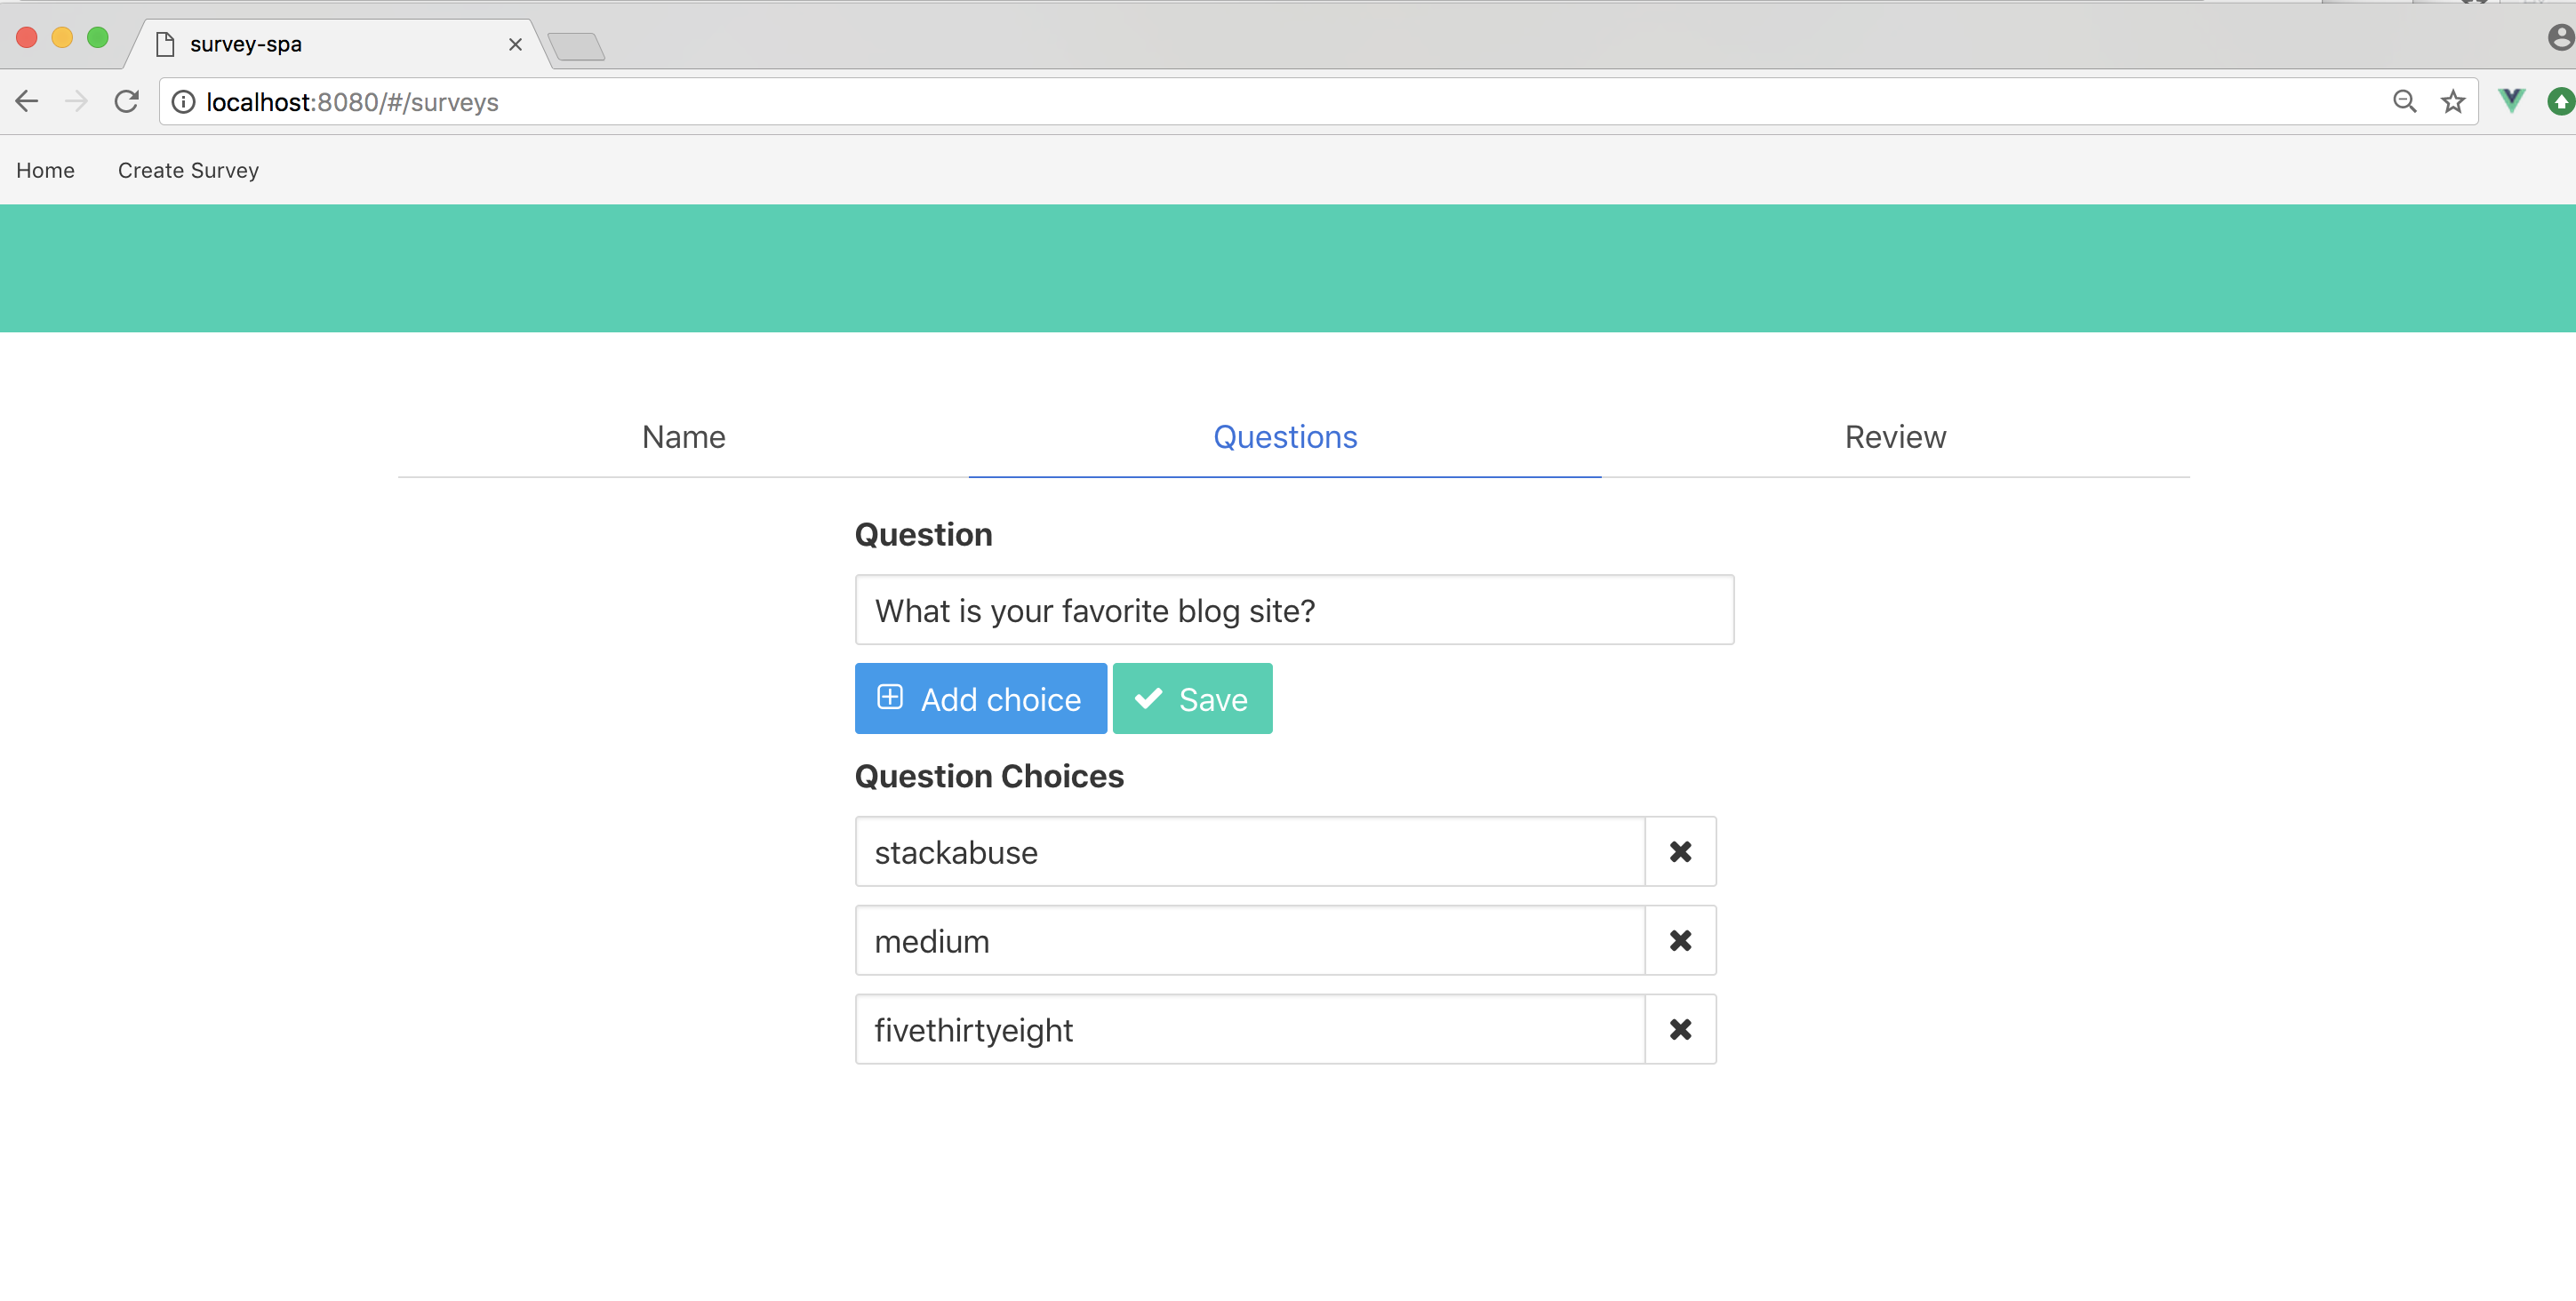 survey-spa
localhost:8080/#/surveys
Home Create Survey
Name Questions Review
Question
What is your favorite blog site?
Add choice Save
Question Choices
stackabuse
medium
fivethirtyeight